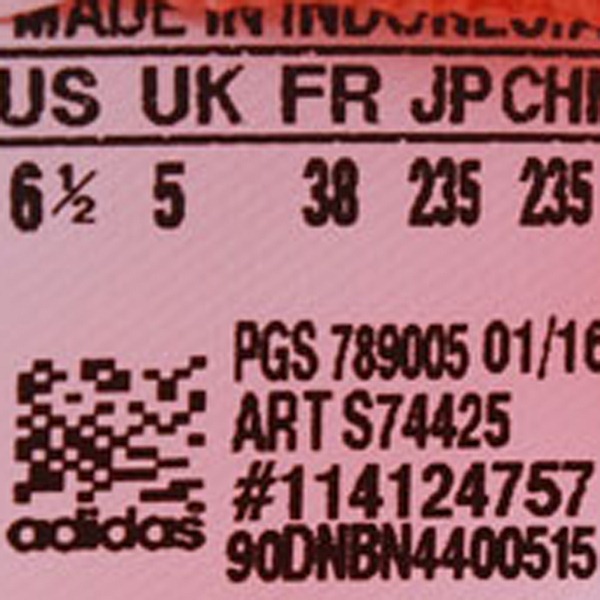 MADE IN INDONESIA
US UK FR JP CH
6½ 5 38 235 235
PGS 789005 01/16
ART S74425
#114124757
adidas
90DNBN4400515